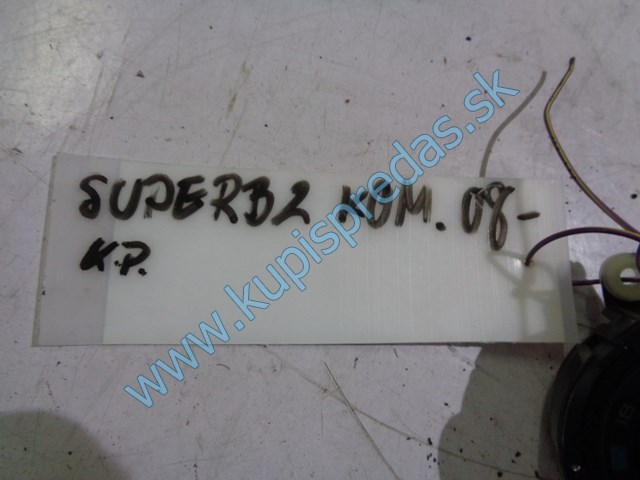 SUPERB2 KOM. 08-
K.P.
www.kupispredas.sk